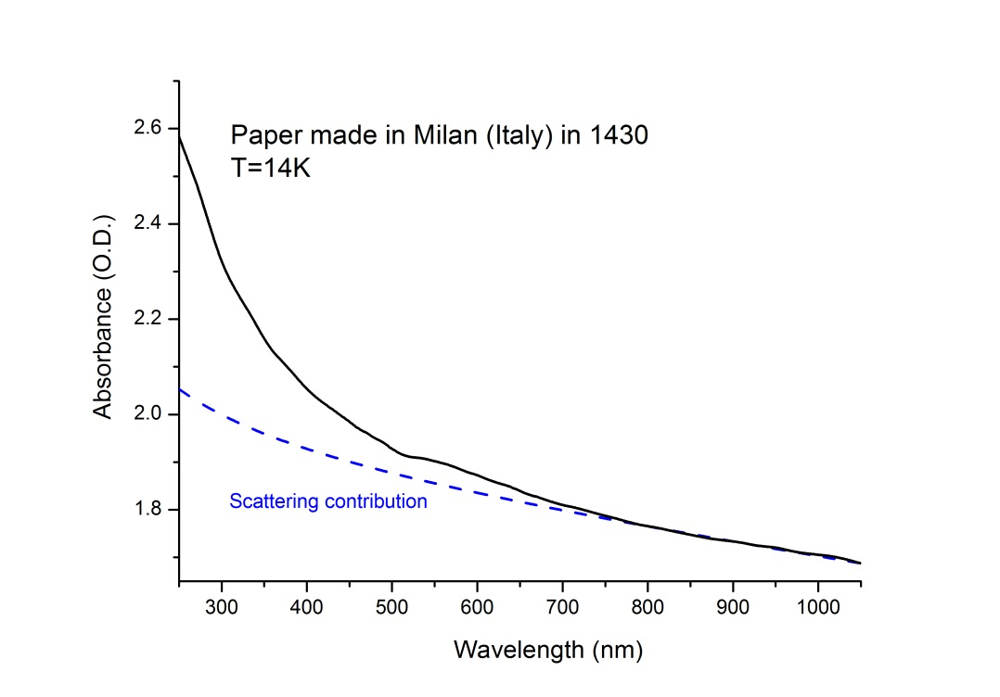 Paper made in Milan (Italy) in 1430
T=14K
2.6
2.4
2.2
2.0
1.8
Absorbance (O.D.)
Scattering contribution
300 400 500 600 700 800 900 1000
Wavelength (nm)